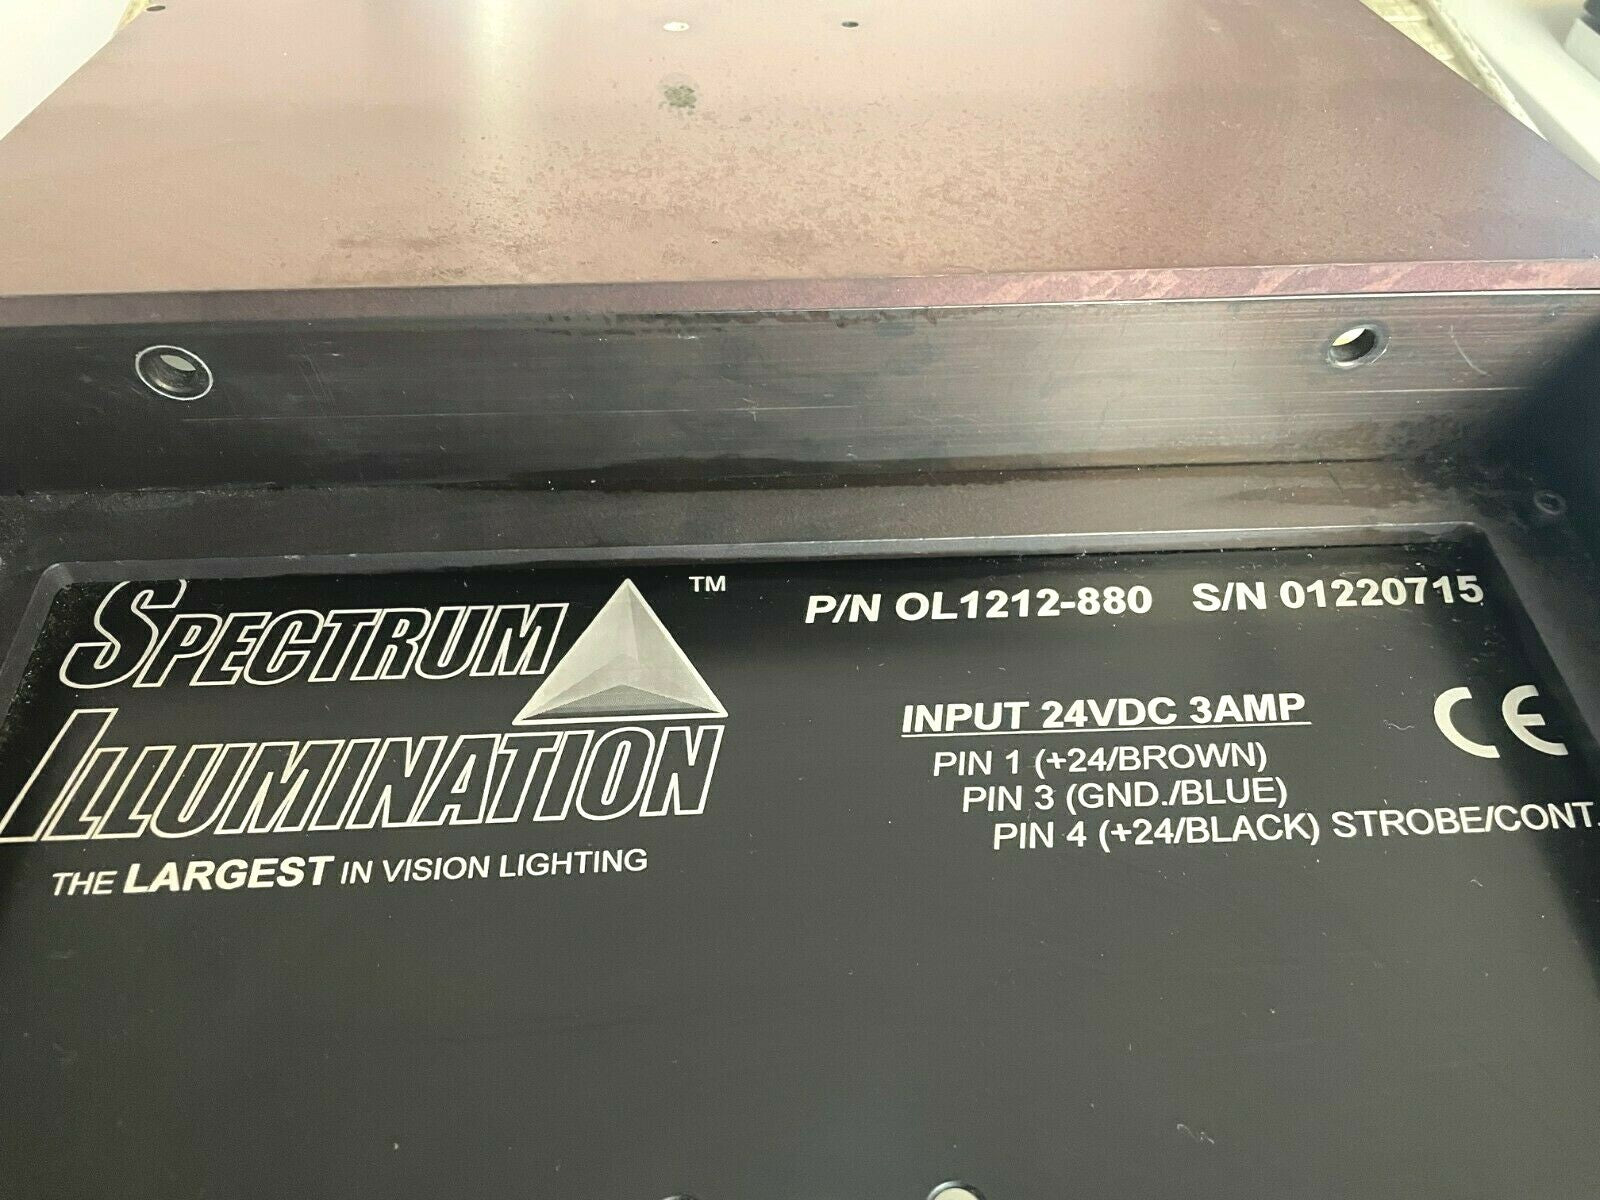 SPECTRUM ™
ILLUMINATION
THE LARGEST IN VISION LIGHTING
P/N OL1212-880 S/N 01220715
INPUT 24VDC 3AMP
CE
PIN 1 (+24/BROWN)
PIN 3 (GND./BLUE)
PIN 4 (+24/BLACK) STROBE/CONT.